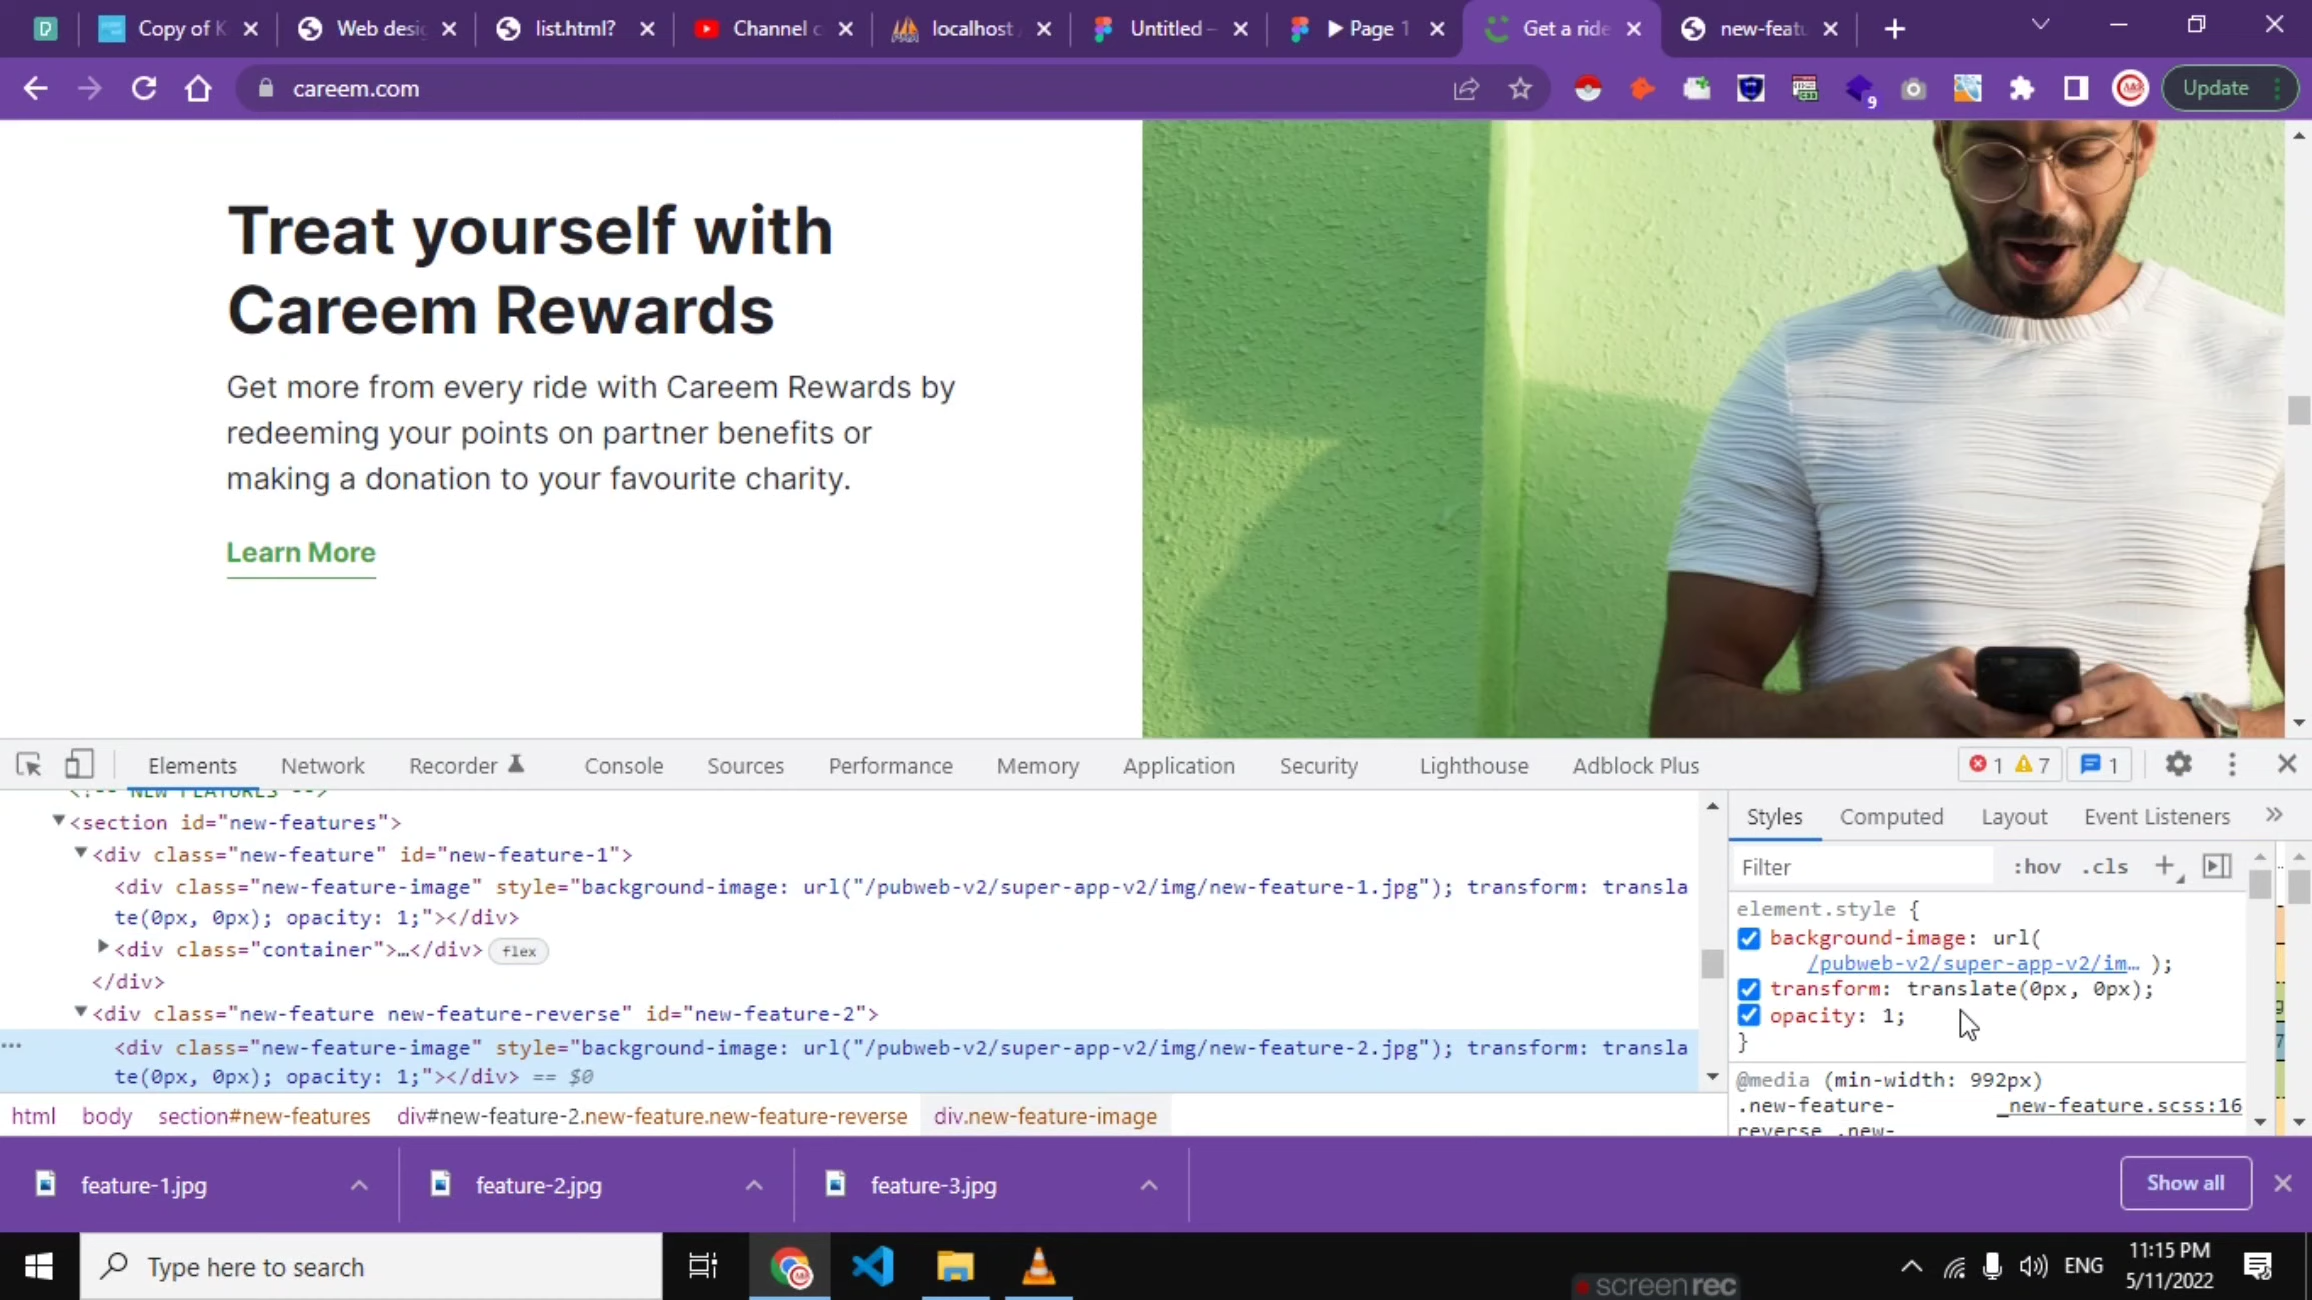 Copy of K
Web desig
list.html?
Channel c
localhost
Untitled –
Page 1
Get a ride
new-featu
careem.com
9
Update
Treat yourself with
Careem Rewards
Get more from every ride with Careem Rewards by
redeeming your points on partner benefits or
making a donation to your favourite charity.
Learn More
Elements Network Recorder Console Sources Performance Memory Application Security Lighthouse Adblock Plus 1 7 1
<!-- NEW FEATURES -->
<section id="new-features">
<div class="new-feature" id="new-feature-1">
<div class="new-feature-image" style="background-image: url("/pubweb-v2/super-app-v2/img/new-feature-1.jpg"); transform: transla
te(0px, 0px); opacity: 1;"></div>
<div class="container">…</div> flex
</div>
<div class="new-feature new-feature-reverse" id="new-feature-2">
<div class="new-feature-image" style="background-image: url("/pubweb-v2/super-app-v2/img/new-feature-2.jpg"); transform: transla
te(0px, 0px); opacity: 1;"></div> == $0
html body section#new-features div#new-feature-2.new-feature.new-feature-reverse div.new-feature-image
Styles Computed Layout Event Listeners »
Filter :hov .cls +
element.style {
background-image: url(
/pubweb-v2/super-app-v2/im… );
transform: translate(0px, 0px);
opacity: 1;
}
@media (min-width: 992px)
.new-feature- _new-feature.scss:16
reverse .new-
feature-1.jpg
feature-2.jpg
feature-3.jpg
Show all
Type here to search
ENG
11:15 PM
5/11/2022
screenrec